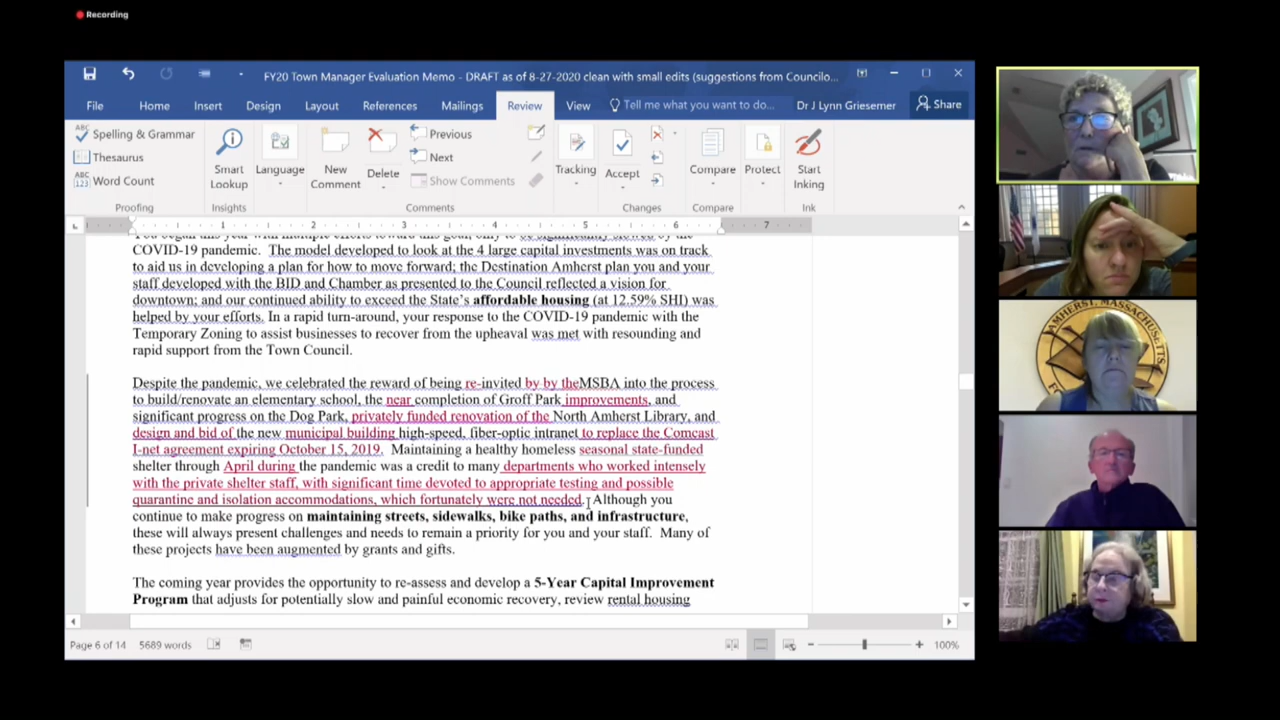 Recording
FY20 Town Manager Evaluation Memo - DRAFT as of 8-27-2020 clean with small edits (suggestions from Councilo...
File Home Insert Design Layout References Mailings Review View Tell me what you want to do... Dr J Lynn Griesemer Share
ABC Spelling & Grammar
Thesaurus
ABC 123 Word Count
Proofing
Smart Lookup
Insights
Language
New Comment
Delete
Previous
Next
Show Comments
Comments
Tracking
Accept
Changes
Compare
Compare
Protect
Start Inking
Ink
1 2 3 4 5 6 7
COVID-19 pandemic. The model developed to look at the 4 large capital investments was on track
to aid us in developing a plan for how to move forward; the Destination Amherst plan you and your
staff developed with the BID and Chamber as presented to the Council reflected a vision for
downtown; and our continued ability to exceed the State's affordable housing (at 12.59% SHI) was
helped by your efforts. In a rapid turn-around, your response to the COVID-19 pandemic with the
Temporary Zoning to assist businesses to recover from the upheaval was met with resounding and
rapid support from the Town Council.
Despite the pandemic, we celebrated the reward of being re-invited by by theMSBA into the process
to build/renovate an elementary school, the near completion of Groff Park improvements, and
significant progress on the Dog Park, privately funded renovation of the North Amherst Library, and
design and bid of the new municipal building high-speed, fiber-optic intranet to replace the Comcast
I-net agreement expiring October 15, 2019. Maintaining a healthy homeless seasonal state-funded
shelter through April during the pandemic was a credit to many departments who worked intensely
with the private shelter staff, with significant time devoted to appropriate testing and possible
quarantine and isolation accommodations, which fortunately were not needed. Although you
continue to make progress on maintaining streets, sidewalks, bike paths, and infrastructure,
these will always present challenges and needs to remain a priority for you and your staff. Many of
these projects have been augmented by grants and gifts.
The coming year provides the opportunity to re-assess and develop a 5-Year Capital Improvement
Program that adjusts for potentially slow and painful economic recovery, review rental housing
Page 6 of 14 5689 words 100%
AMHERST, MASSACHUSETTS